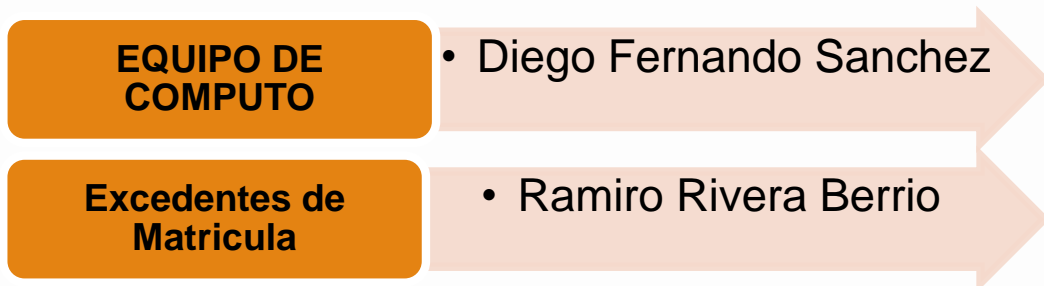 EQUIPO DE
COMPUTO
• Diego Fernando Sanchez
Excedentes de
Matricula
• Ramiro Rivera Berrio